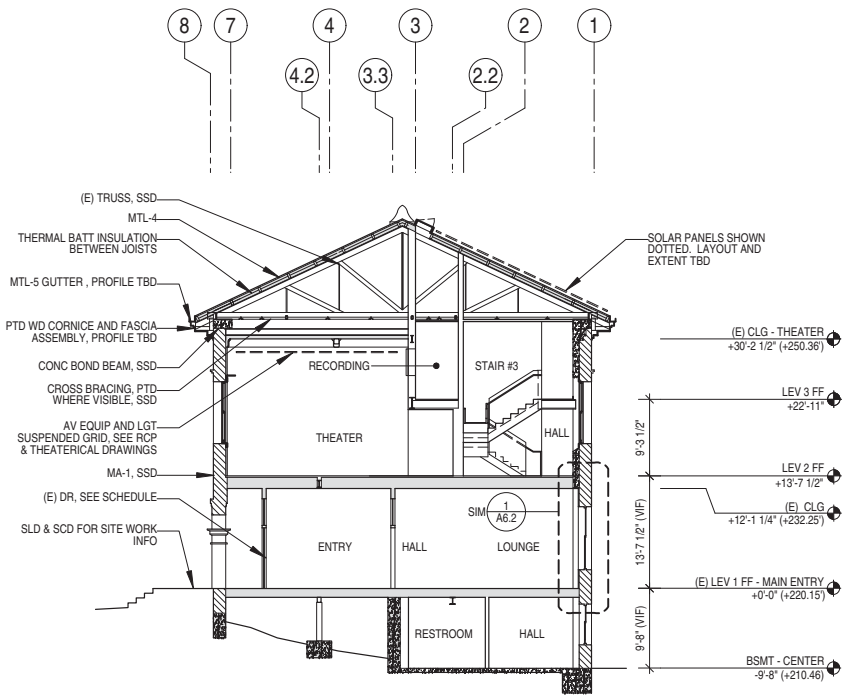 8
7
4
3
2
1
4.2
3.3
2.2
(E) TRUSS, SSD
MTL-4
THERMAL BATT INSULATION
BETWEEN JOISTS
MTL-5 GUTTER , PROFILE TBD
PTD WD CORNICE AND FASCIA
ASSEMBLY, PROFILE TBD
CONC BOND BEAM, SSD
CROSS BRACING, PTD
WHERE VISIBLE, SSD
AV EQUIP AND LGT
SUSPENDED GRID, SEE RCP
& THEATERICAL DRAWINGS
MA-1, SSD
(E) DR, SEE SCHEDULE
SLD & SCD FOR SITE WORK
INFO
SOLAR PANELS SHOWN
DOTTED. LAYOUT AND
EXTENT TBD
RECORDING
STAIR #3
THEATER
HALL
SIM
1
A6.2
ENTRY
HALL
LOUNGE
RESTROOM
HALL
(E) CLG - THEATER
+30'-2 1/2" (+250.36')
LEV 3 FF
+22'-11"
9'-3 1/2'
LEV 2 FF
+13'-7 1/2"
(E) CLG
+12'-1 1/4" (+232.25')
13'-7 1/2" (VIF)
(E) LEV 1 FF - MAIN ENTRY
+0'-0" (+220.15')
9'-8" (VIF)
BSMT - CENTER
-9'-8" (+210.46)